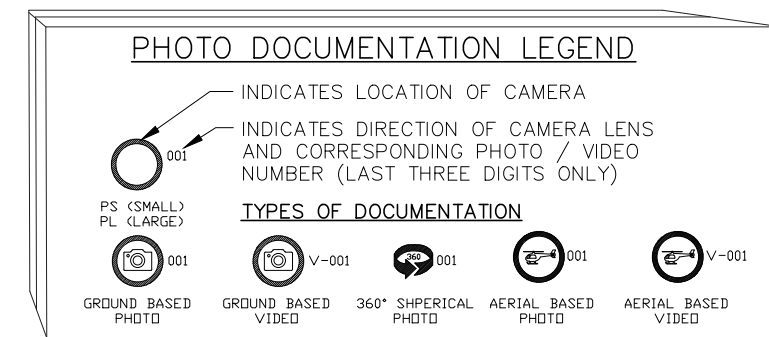 PHOTO DOCUMENTATION LEGEND
INDICATES LOCATION OF CAMERA
001
INDICATES DIRECTION OF CAMERA LENS
AND CORRESPONDING PHOTO / VIDEO
NUMBER (LAST THREE DIGITS ONLY)
PS (SMALL)
PL (LARGE)
TYPES OF DOCUMENTATION
001
V-001
360
001
001
V-001
GROUND BASED
PHOTO
GROUND BASED
VIDEO
360° SHPERICAL
PHOTO
AERIAL BASED
PHOTO
AERIAL BASED
VIDEO